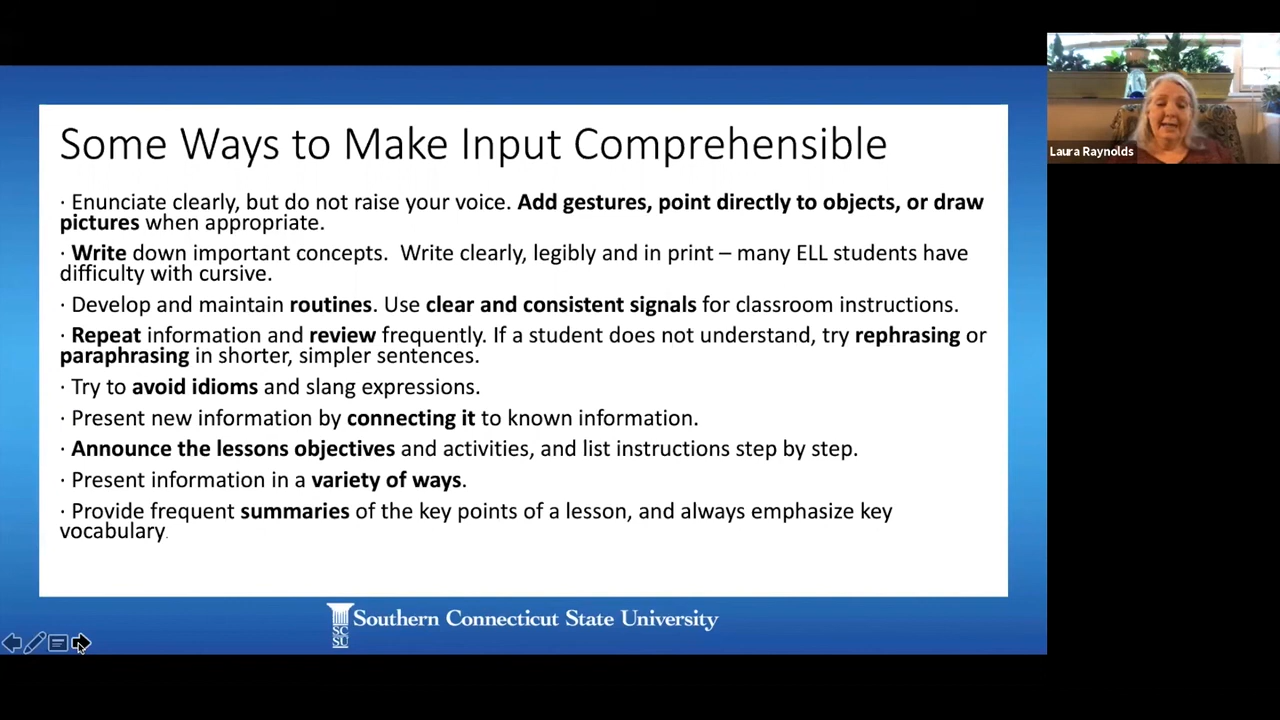 Some Ways to Make Input Comprehensible
· Enunciate clearly, but do not raise your voice. Add gestures, point directly to objects, or draw
pictures when appropriate.
· Write down important concepts.  Write clearly, legibly and in print – many ELL students have
difficulty with cursive.
· Develop and maintain routines. Use clear and consistent signals for classroom instructions.
· Repeat information and review frequently. If a student does not understand, try rephrasing or
paraphrasing in shorter, simpler sentences.
· Try to avoid idioms and slang expressions.
· Present new information by connecting it to known information.
· Announce the lessons objectives and activities, and list instructions step by step.
· Present information in a variety of ways.
· Provide frequent summaries of the key points of a lesson, and always emphasize key
vocabulary.
SC
SU
Southern Connecticut State University
Laura Raynolds